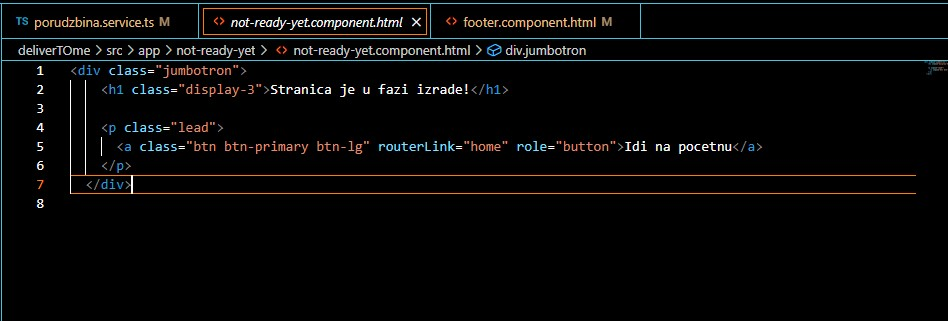 TS porudzbina.service.ts M
<> not-ready-yet.component.html ×
<> footer.component.html M
deliverTOme > src > app > not-ready-yet > <> not-ready-yet.component.html > div.jumbotron
1 <div class="jumbotron">
2 <h1 class="display-3">Stranica je u fazi izrade!</h1>
3
4 <p class="lead">
5 <a class="btn btn-primary btn-lg" routerLink="home" role="button">Idi na pocetnu</a>
6 </p>
7 </div>
8